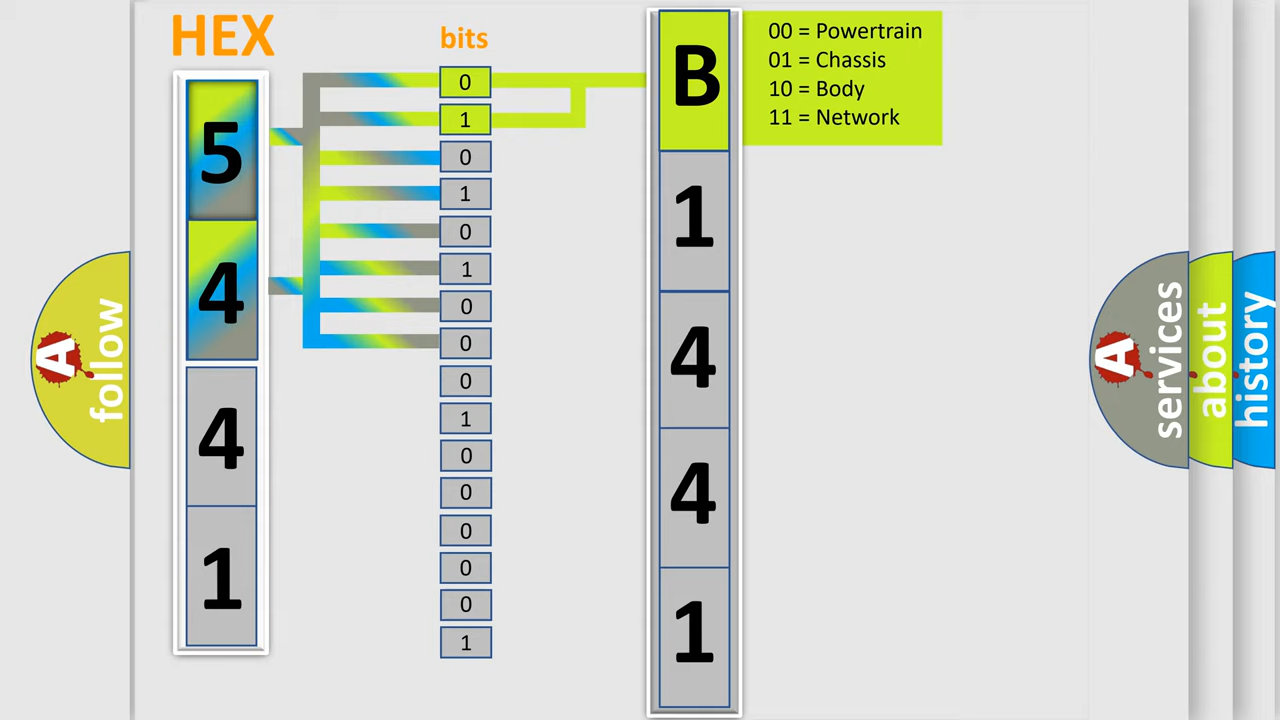 HEX
bits
5
4
4
1
0
1
0
1
0
1
0
0
0
1
0
0
0
0
0
1
B
1
4
4
1
00 = Powertrain
01 = Chassis
10 = Body
11 = Network
A
follow
A
services
about
history